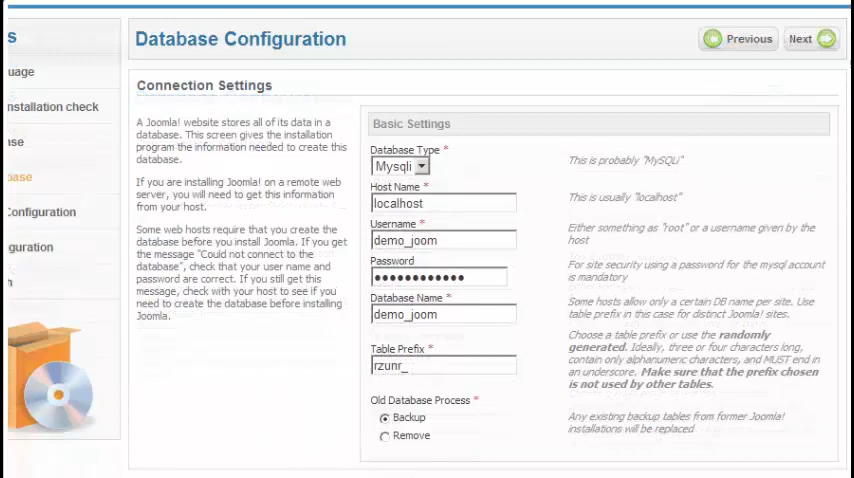 s
Database Configuration
Previous
Next
uage
nstallation check
ase
base
Configuration
guration
h
Connection Settings
A Joomla! website stores all of its data in a
database. This screen gives the installation
program the information needed to create this
database.
If you are installing Joomla! on a remote web
server, you will need to get this information
from your host.
Some web hosts require that you create the
database before you install Joomla. If you get
the message "Could not connect to the
database", check that your user name and
password are correct. If you still get this
message, check with your host to see if you
need to create the database before installing
Joomla.
Basic Settings
Database Type *
Mysqli
This is probably "MySQLi"
Host Name *
localhost
This is usually "localhost"
Username *
demo_joom
Either something as "root" or a username given by the
host
Password
●●●●●●●●●●●●
For site security using a password for the mysql account
is mandatory
Database Name *
demo_joom
Some hosts allow only a certain DB name per site. Use
table prefix in this case for distinct Joomla! sites.
Table Prefix *
rzunr_
Choose a table prefix or use the randomly
generated. Ideally, three or four characters long,
contain only alphanumeric characters, and MUST end in
an underscore. Make sure that the prefix chosen
is not used by other tables.
Old Database Process *
Backup
Remove
Any existing backup tables from former Joomla!
installations will be replaced